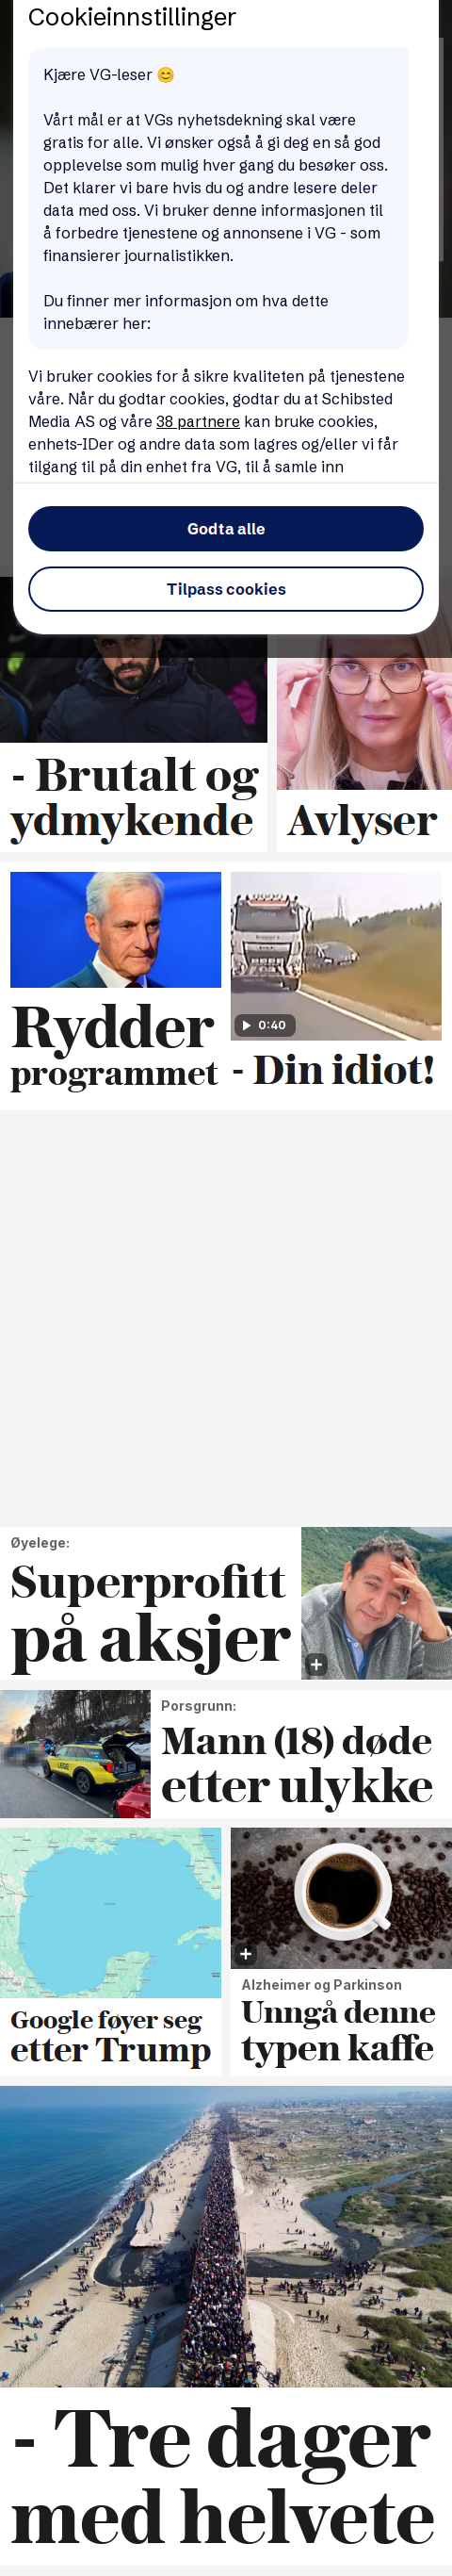 Cookieinnstillinger
Kjære VG-leser 😊
Vårt mål er at VGs nyhetsdekning skal være
gratis for alle. Vi ønsker også å gi deg en så god
opplevelse som mulig hver gang du besøker oss.
Det klarer vi bare hvis du og andre lesere deler
data med oss. Vi bruker denne informasjonen til
å forbedre tjenestene og annonsene i VG - som
finansierer journalistikken.
Du finner mer informasjon om hva dette
innebærer her:
Vi bruker cookies for å sikre kvaliteten på tjenestene
våre. Når du godtar cookies, godtar du at Schibsted
Media AS og våre 38 partnere kan bruke cookies,
enhets-IDer og andre data som lagres og/eller vi får
tilgang til på din enhet fra VG, til å samle inn
Godta alle
Tilpass cookies
- Brutalt og
ydmykende
Avlyser
Rydder
programmet
0:40
- Din idiot!
Øyelege:
Superprofitt
på aksjer
Porsgrunn:
Mann (18) døde
etter ulykke
Google føyer seg
etter Trump
Alzheimer og Parkinson
Unngå denne
typen kaffe
- Tre dager
med helvete